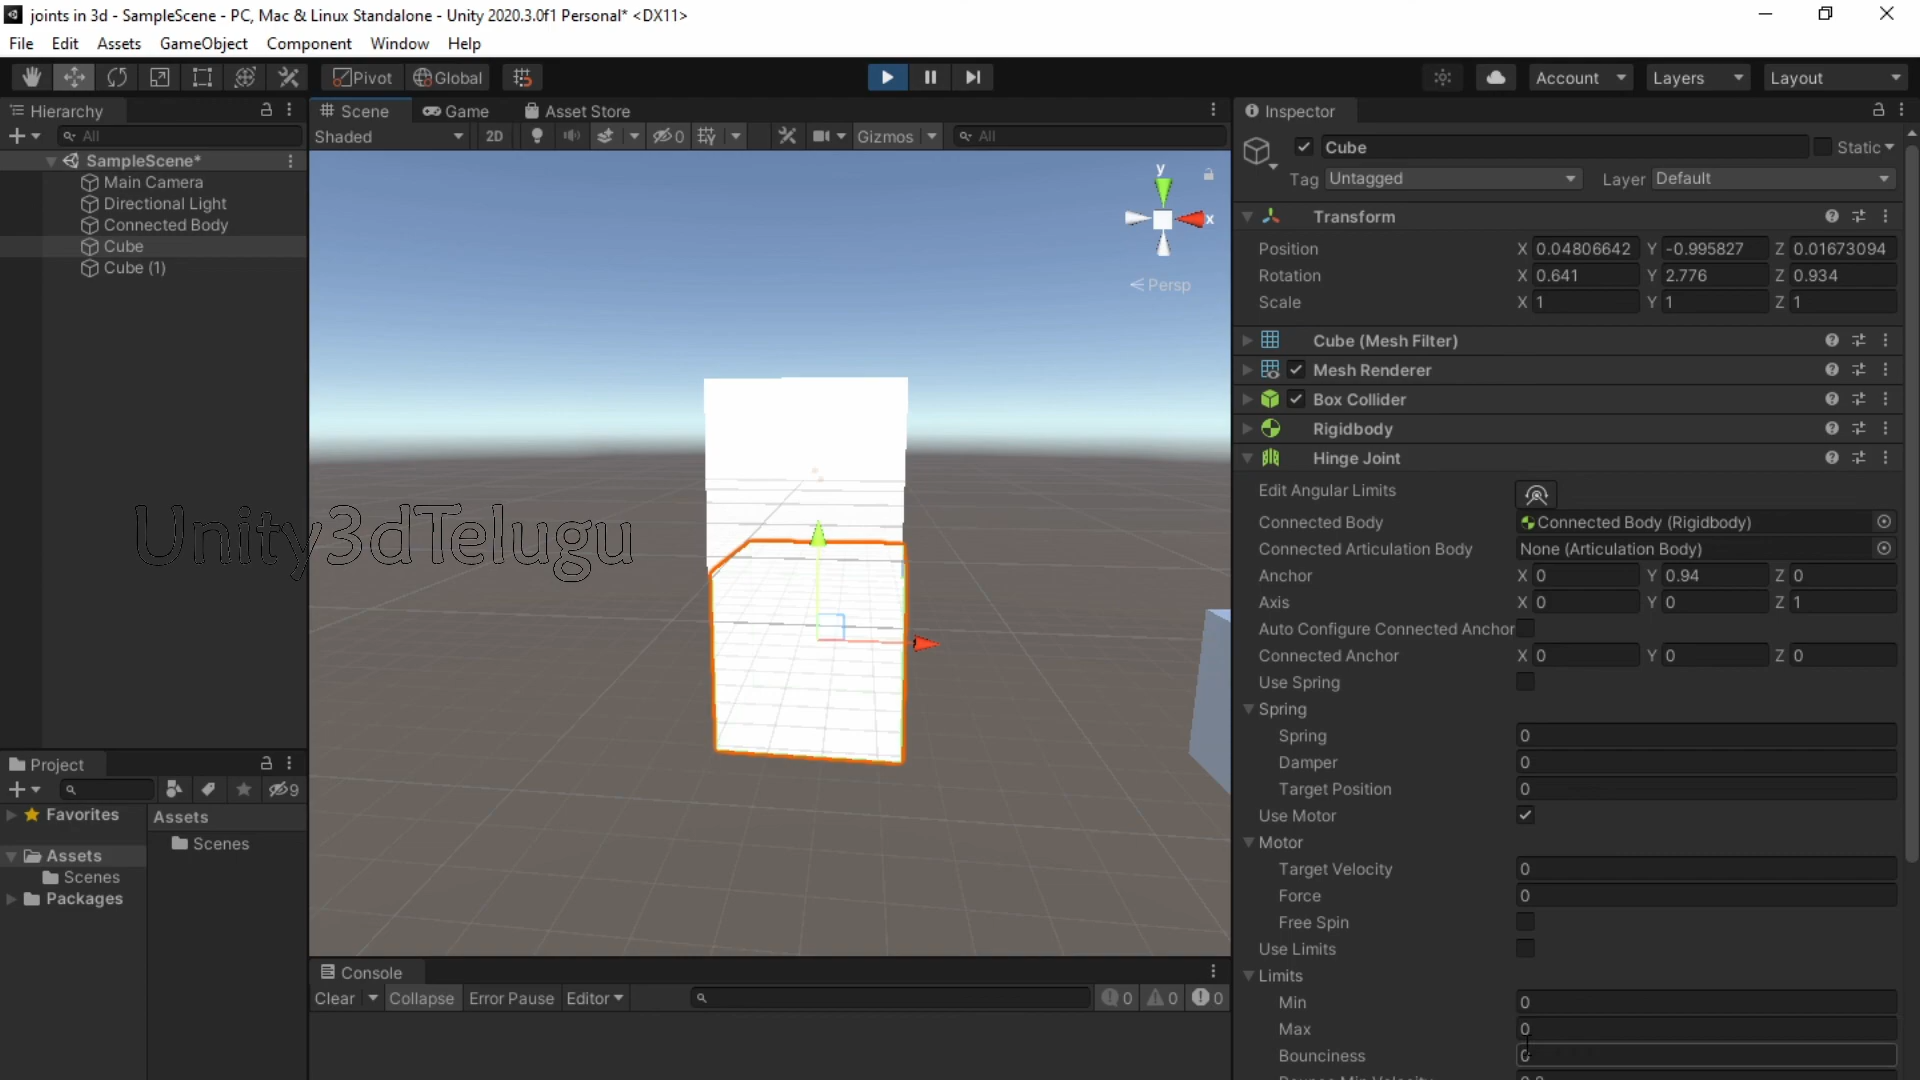 joints in 3d - SampleScene - PC, Mac & Linux Standalone - Unity 2020.3.0f1 Personal* <DX11>
File Edit Assets GameObject Component Window Help
Pivot Global Account Layers Layout
Hierarchy
All
SampleScene*
Main Camera
Directional Light
Connected Body
Cube
Cube (1)
Scene Game Asset Store
Shaded 2D 0 Gizmos All
y
x
Persp
Unity3dTelugu
Inspector
Cube Static
Tag Untagged Layer Default
Transform
Position X 0.04806642 Y -0.995827 Z 0.01673094
Rotation X 0.641 Y 2.776 Z 0.934
Scale X 1 Y 1 Z 1
Cube (Mesh Filter)
Mesh Renderer
Box Collider
Rigidbody
Hinge Joint
Edit Angular Limits
Connected Body Connected Body (Rigidbody)
Connected Articulation Body None (Articulation Body)
Anchor X 0 Y 0.94 Z 0
Axis X 0 Y 0 Z 1
Auto Configure Connected Anchor
Connected Anchor X 0 Y 0 Z 0
Use Spring
Spring
Spring 0
Damper 0
Target Position 0
Use Motor
Motor
Target Velocity 0
Force 0
Free Spin
Use Limits
Limits
Min 0
Max 0
Bounciness 0
Project
9
Favorites
Assets
Scenes
Packages
Assets
Scenes
Console
Clear Collapse Error Pause Editor 0 0 0